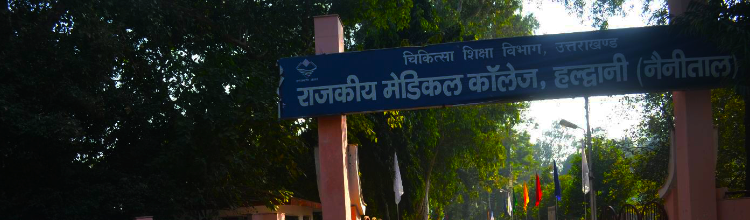 चिकित्सा शिक्षा विभाग, उत्तराखण्ड
राजकीय मेडिकल कॉलेज, हल्द्वानी (नैनीताल)